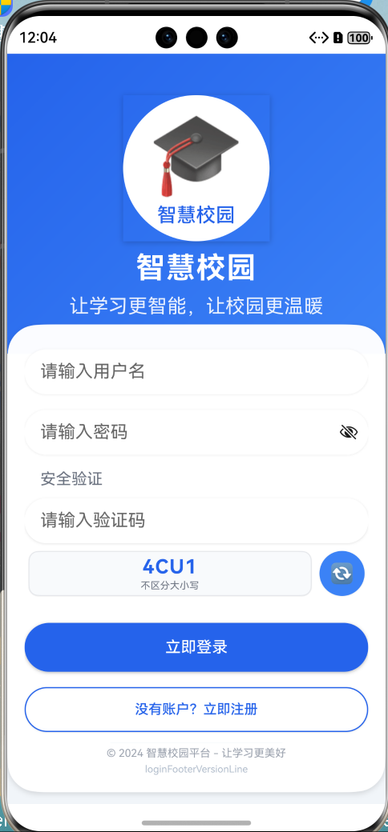 12:04
100
智慧校园
智慧校园
让学习更智能，让校园更温暖
请输入用户名
请输入密码
安全验证
请输入验证码
4CU1
不区分大小写
立即登录
没有账户？立即注册
© 2024 智慧校园平台 - 让学习更美好
loginFooterVersionLine